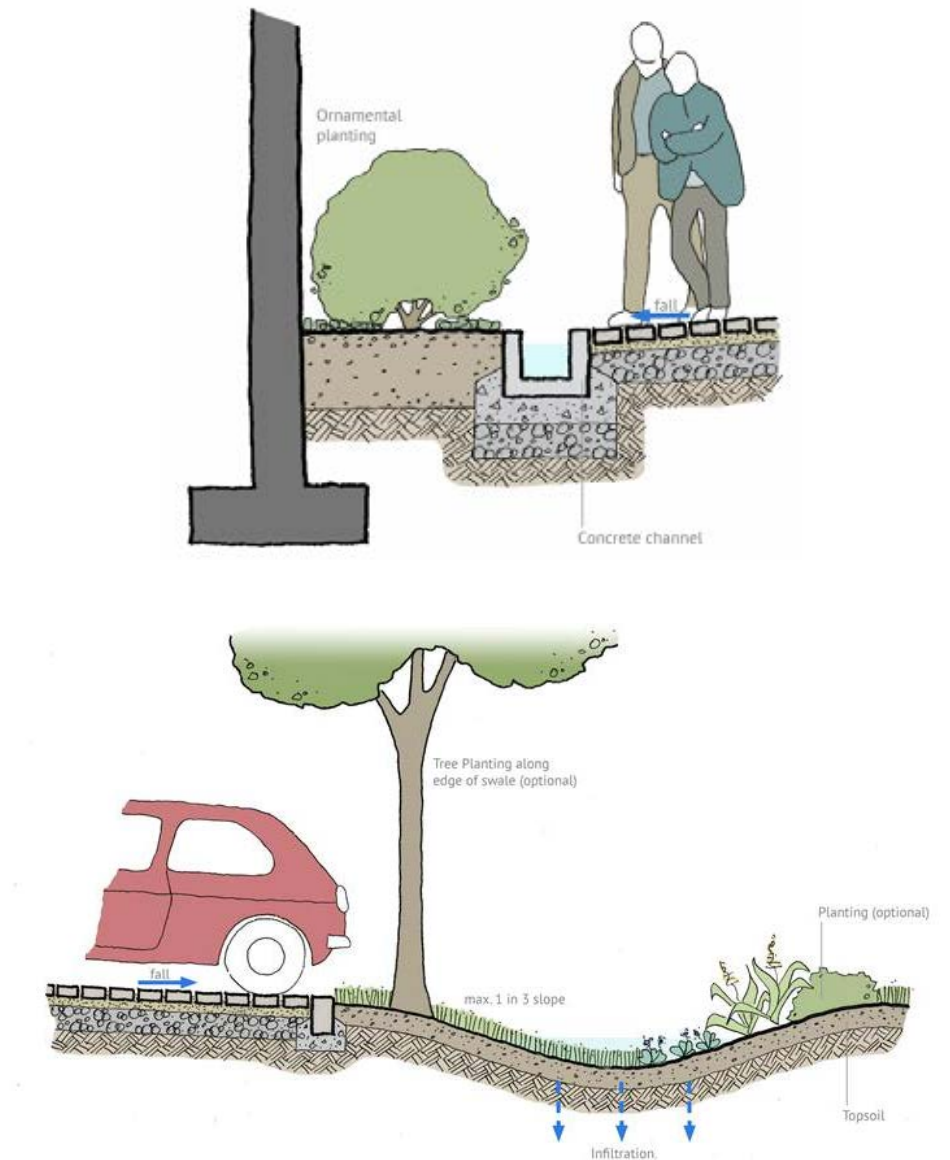 Ornamental
planting
fall
Concrete channel
Tree Planting along
edge of swale (optional)
Planting (optional)
fall
max. 1 in 3 slope
Topsoil
Infiltration.